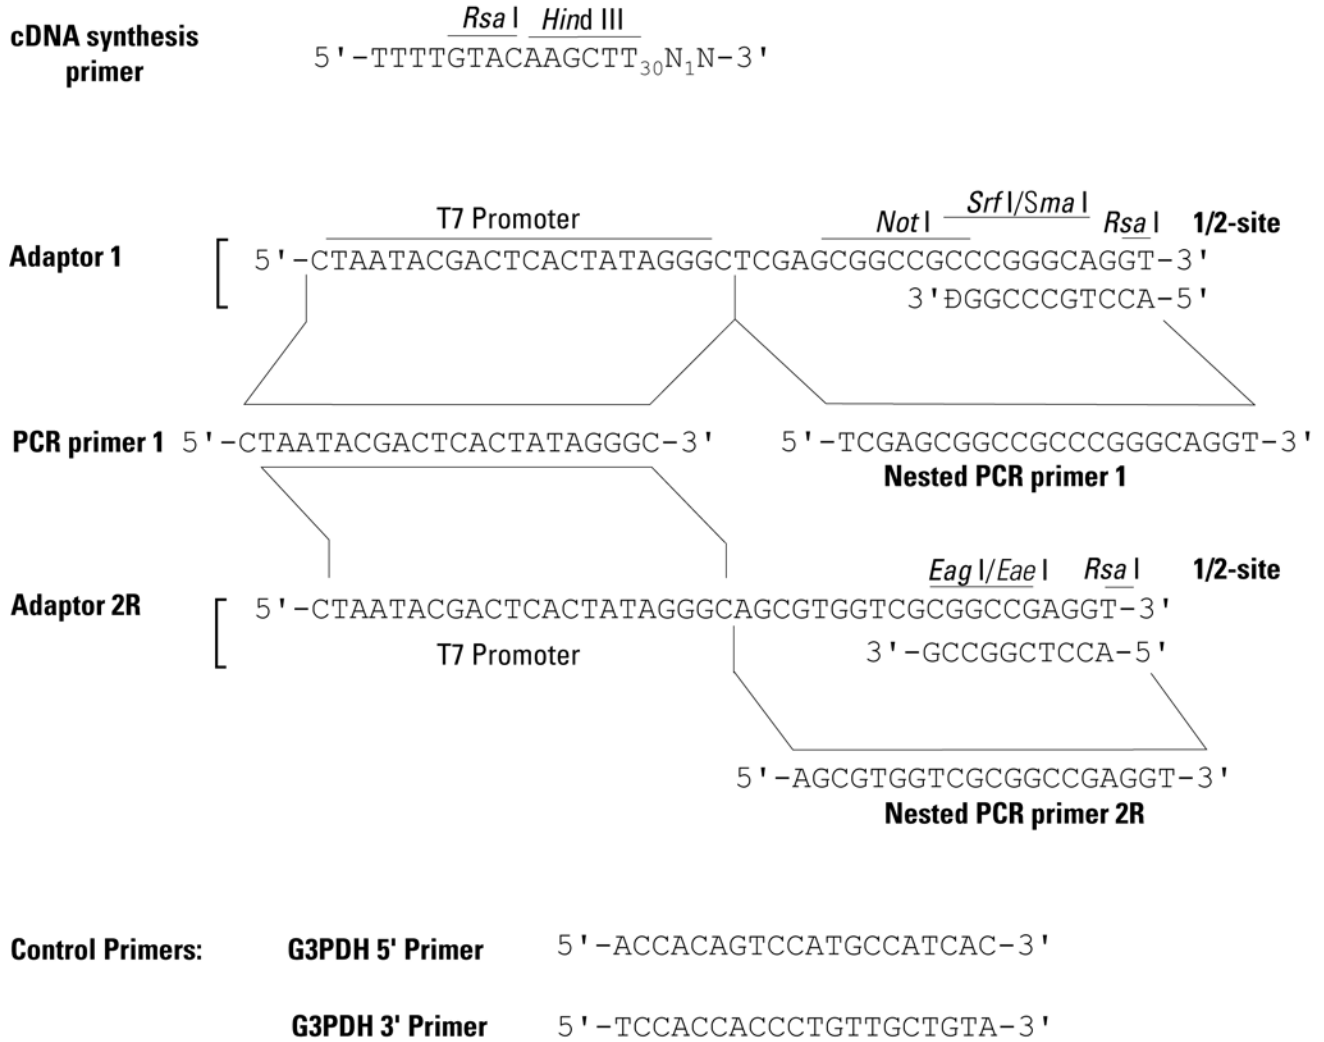 Rsa I Hind III
cDNA synthesis
primer
5'-TTTTGTACAAGCTT30N1N-3'
T7 Promoter Not I Srf I/Sma I Rsa I 1/2-site
Adaptor 1 5'-CTAATACGACTCACTATAGGGCTCGAGCGGCCGCCCGGGCAGGT-3'
3'ĐGGCCCGTCCA-5'
PCR primer 1 5'-CTAATACGACTCACTATAGGGC-3' 5'-TCGAGCGGCCGCCCGGGCAGGT-3'
Nested PCR primer 1
Eag I/Eae I Rsa I 1/2-site
Adaptor 2R 5'-CTAATACGACTCACTATAGGGCAGCGTGGTCGCGGCCGAGGT-3'
T7 Promoter 3'-GCCGGCTCCA-5'
5'-AGCGTGGTCGCGGCCGAGGT-3'
Nested PCR primer 2R
Control Primers: G3PDH 5' Primer 5'-ACCACAGTCCATGCCATCAC-3'
G3PDH 3' Primer 5'-TCCACCACCCTGTTGCTGTA-3'